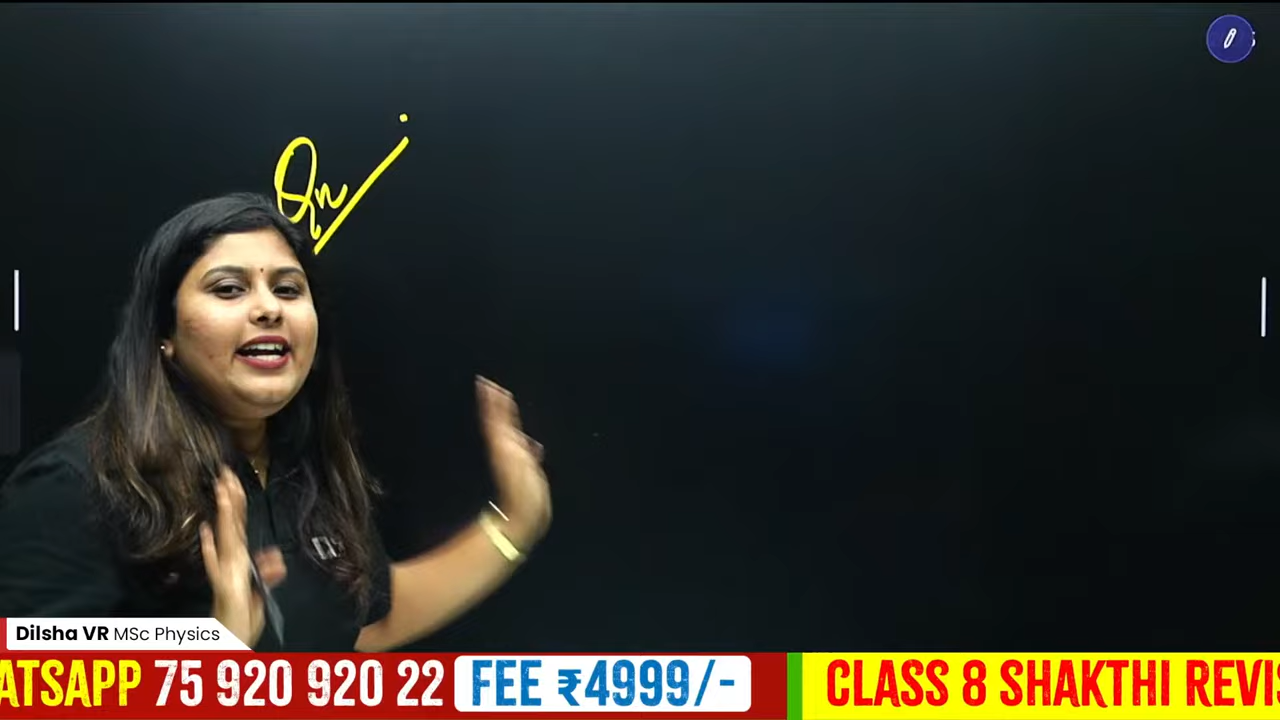 Qn
Dilsha VR MSc Physics
ATSAPP 75 920 920 22 FEE ₹4999/- CLASS 8 SHAKTHI REVIS